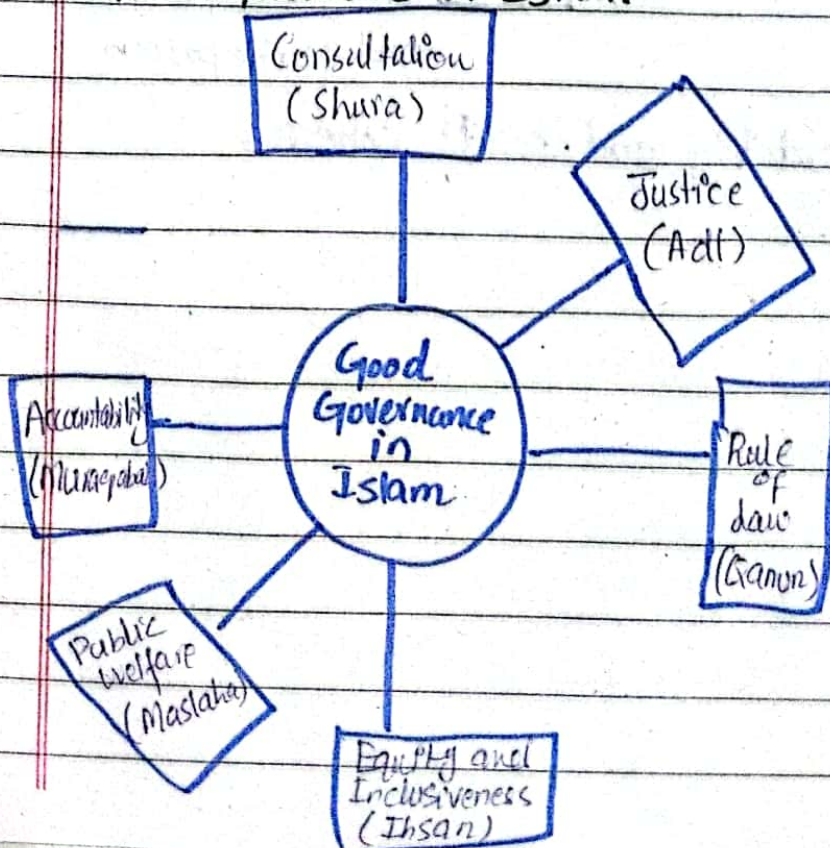 Consultation
(Shura)
Justice
(Adl)
Good
Governance
in
Islam
Accountability
(Muraqaba)
Rule
of
Law
(Qanun)
Public
welfare
(Maslaha)
Equity and
Inclusiveness
(Ihsan)